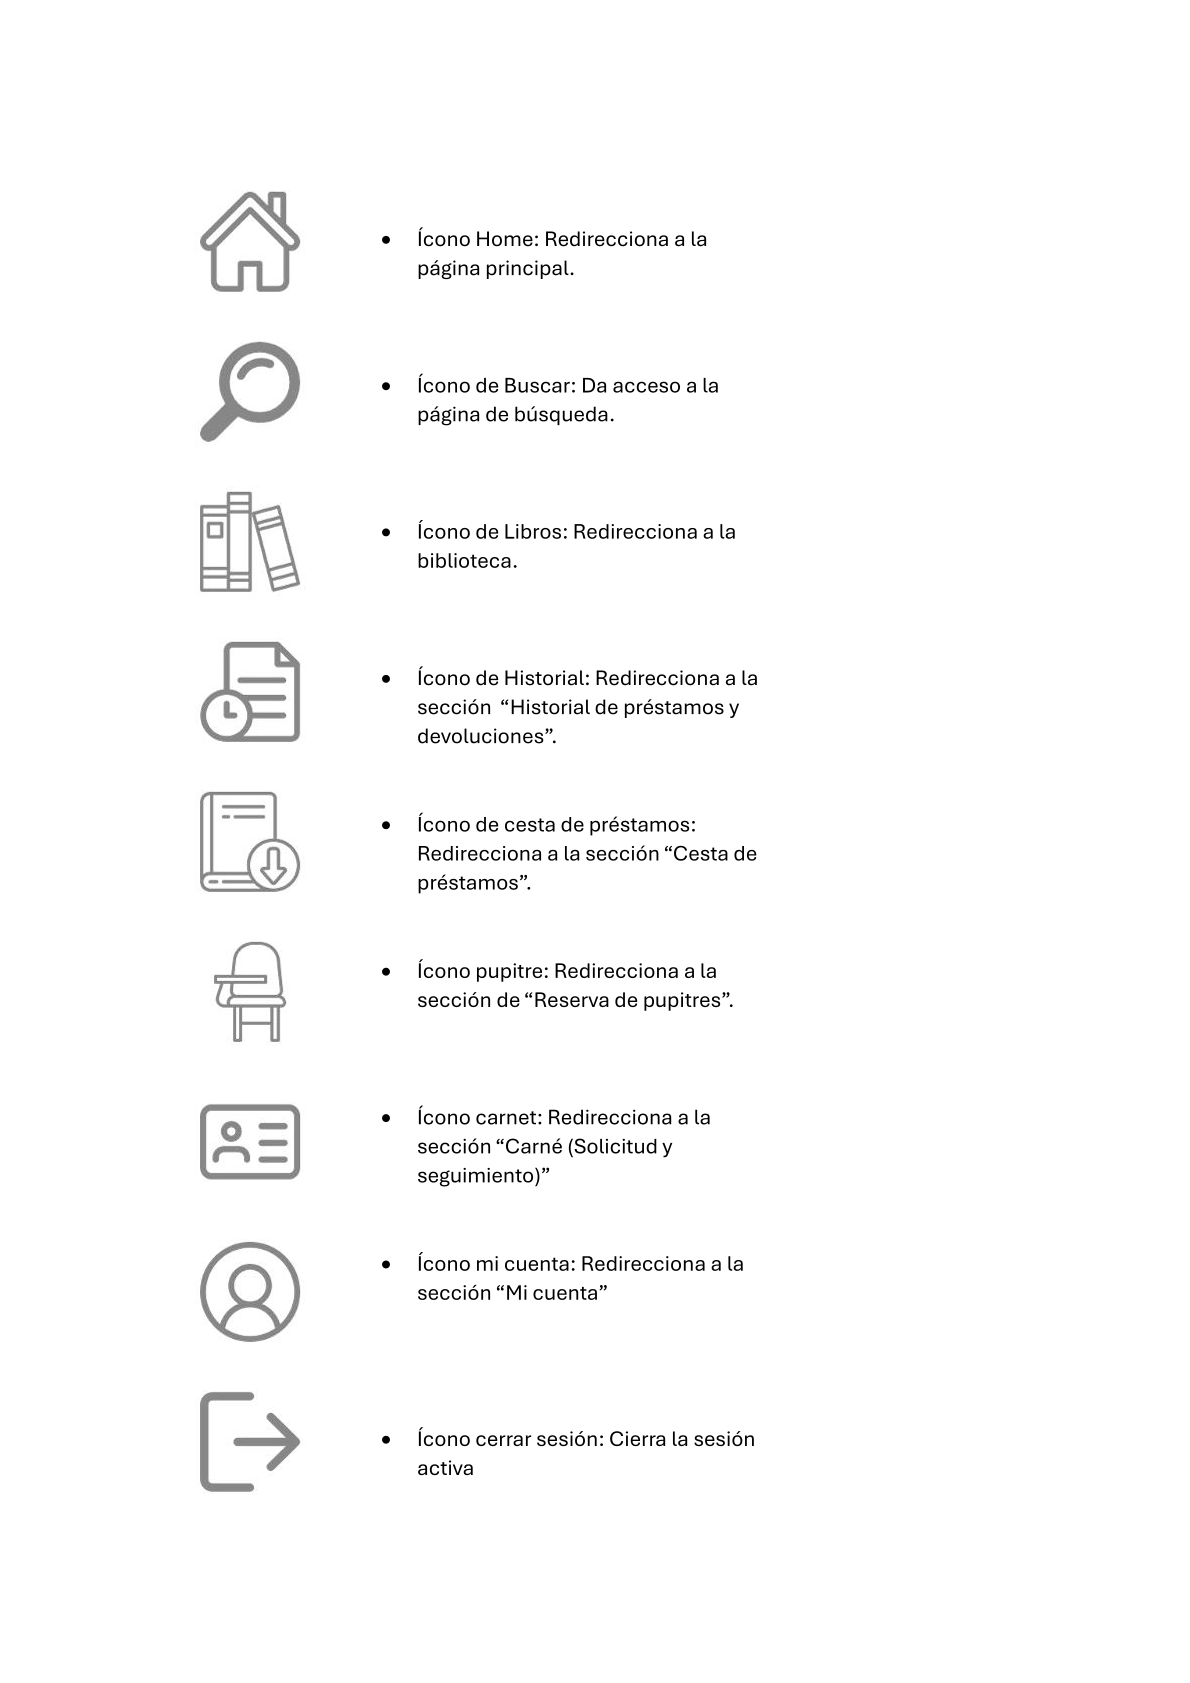 • Ícono Home: Redirecciona a la
página principal.
• Ícono de Buscar: Da acceso a la
página de búsqueda.
• Ícono de Libros: Redirecciona a la
biblioteca.
• Ícono de Historial: Redirecciona a la
sección “Historial de préstamos y
devoluciones”.
• Ícono de cesta de préstamos:
Redirecciona a la sección “Cesta de
préstamos”.
• Ícono pupitre: Redirecciona a la
sección de “Reserva de pupitres”.
• Ícono carnet: Redirecciona a la
sección “Carné (Solicitud y
seguimiento)”
• Ícono mi cuenta: Redirecciona a la
sección “Mi cuenta”
• Ícono cerrar sesión: Cierra la sesión
activa